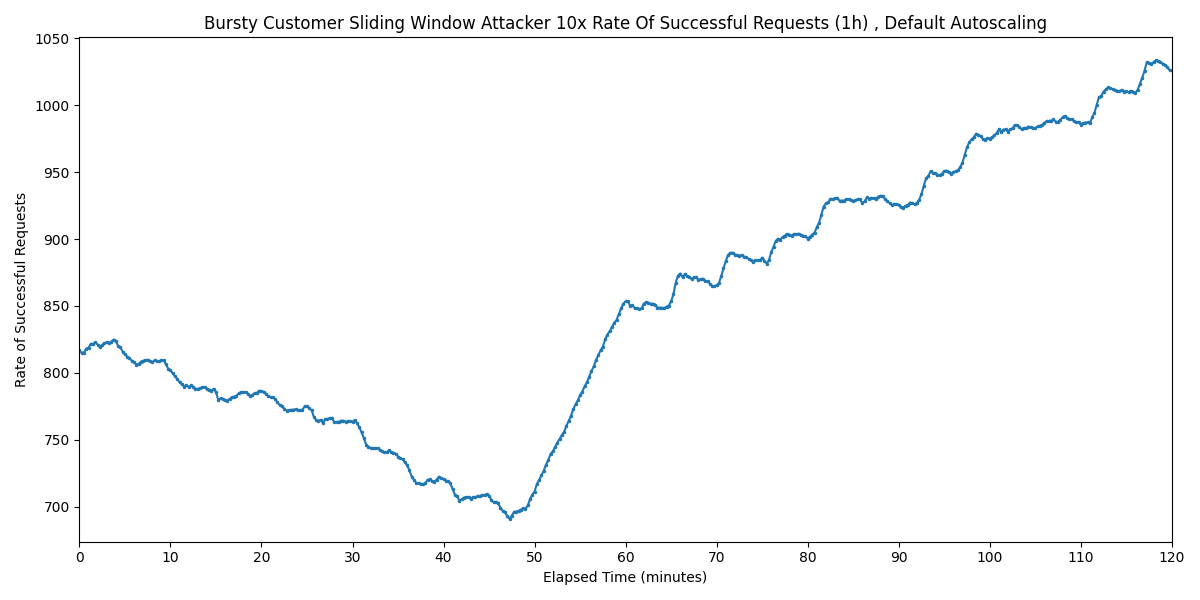 Bursty Customer Sliding Window Attacker 10x Rate Of Successful Requests (1h) , Default Autoscaling
1050
1000
950
900
850
800
750
700
Rate of Successful Requests
0 10 20 30 40 50 60 70 80 90 100 110 120
Elapsed Time (minutes)